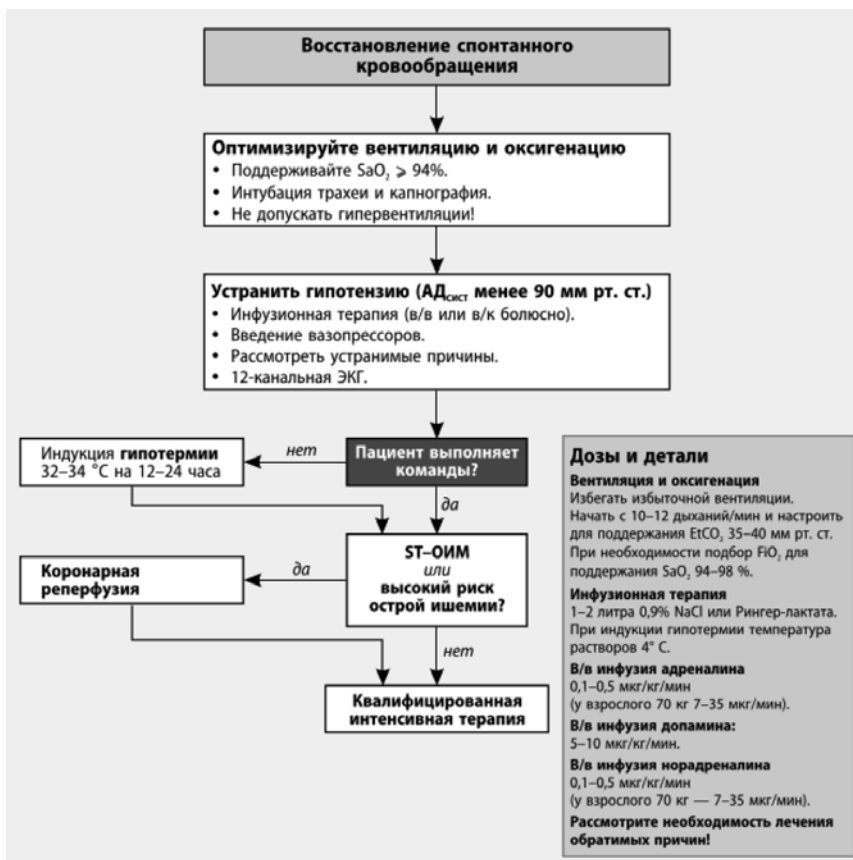 Восстановление спонтанного
кровообращения
Оптимизируйте вентиляцию и оксигенацию
• Поддерживайте SaO₂ ⩾ 94%.
• Интубация трахеи и капнография.
• Не допускать гипервентиляции!
Устранить гипотензию (АДсист менее 90 мм рт. ст.)
• Инфузионная терапия (в/в или в/к болюсно).
• Введение вазопрессоров.
• Рассмотреть устранимые причины.
• 12-канальная ЭКГ.
Индукция гипотермии
32–34 °C на 12–24 часа
нет
Пациент выполняет
команды?
да
Коронарная
реперфузия
да
ST–ОИМ
или
высокий риск
острой ишемии?
нет
Квалифицированная
интенсивная терапия
Дозы и детали
Вентиляция и оксигенация
Избегать избыточной вентиляции.
Начать с 10–12 дыханий/мин и настроить
для поддержания EtCO₂ 35–40 мм рт. ст.
При необходимости подбор FiO₂ для
поддержания SaO₂ 94–98 %.
Инфузионная терапия
1–2 литра 0,9% NaCl или Рингер-лактата.
При индукции гипотермии температура
растворов 4° C.
В/в инфузия адреналина
0,1–0,5 мкг/кг/мин
(у взрослого 70 кг 7–35 мкг/мин).
В/в инфузия допамина:
5–10 мкг/кг/мин.
В/в инфузия норадреналина
0,1–0,5 мкг/кг/мин
(у взрослого 70 кг — 7–35 мкг/мин).
Рассмотрите необходимость лечения
обратимых причин!